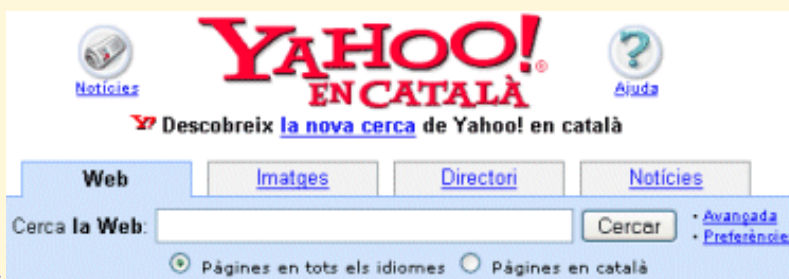 YAHOO!
EN CATALÀ
Notícies
Ajuda
Y? Descobreix la nova cerca de Yahoo! en català
Web Imatges Directori Notícies
Cerca la Web: Cercar
· Avançada
· Preferències
Pàgines en tots els idiomes Pàgines en català